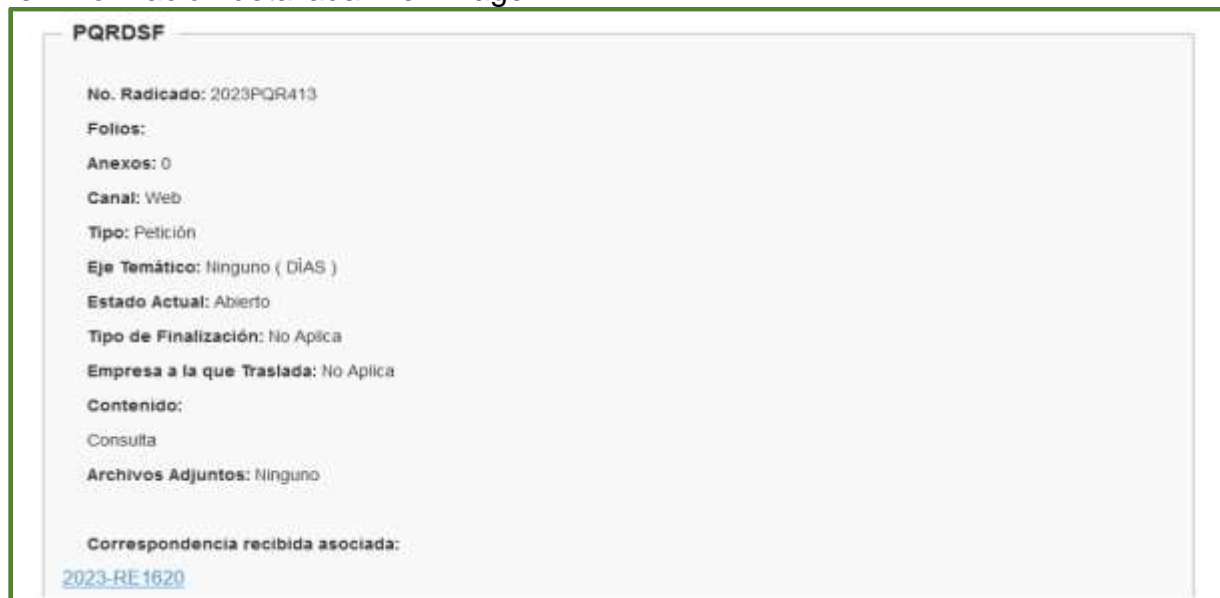 PQRDSF
No. Radicado: 2023PQR413
Folios:
Anexos: 0
Canal: Web
Tipo: Petición
Eje Temático: Ninguno ( DÌAS )
Estado Actual: Abierto
Tipo de Finalización: No Aplica
Empresa a la que Traslada: No Aplica
Contenido:
Consulta
Archivos Adjuntos: Ninguno
Correspondencia recibida asociada:
2023-RE1620